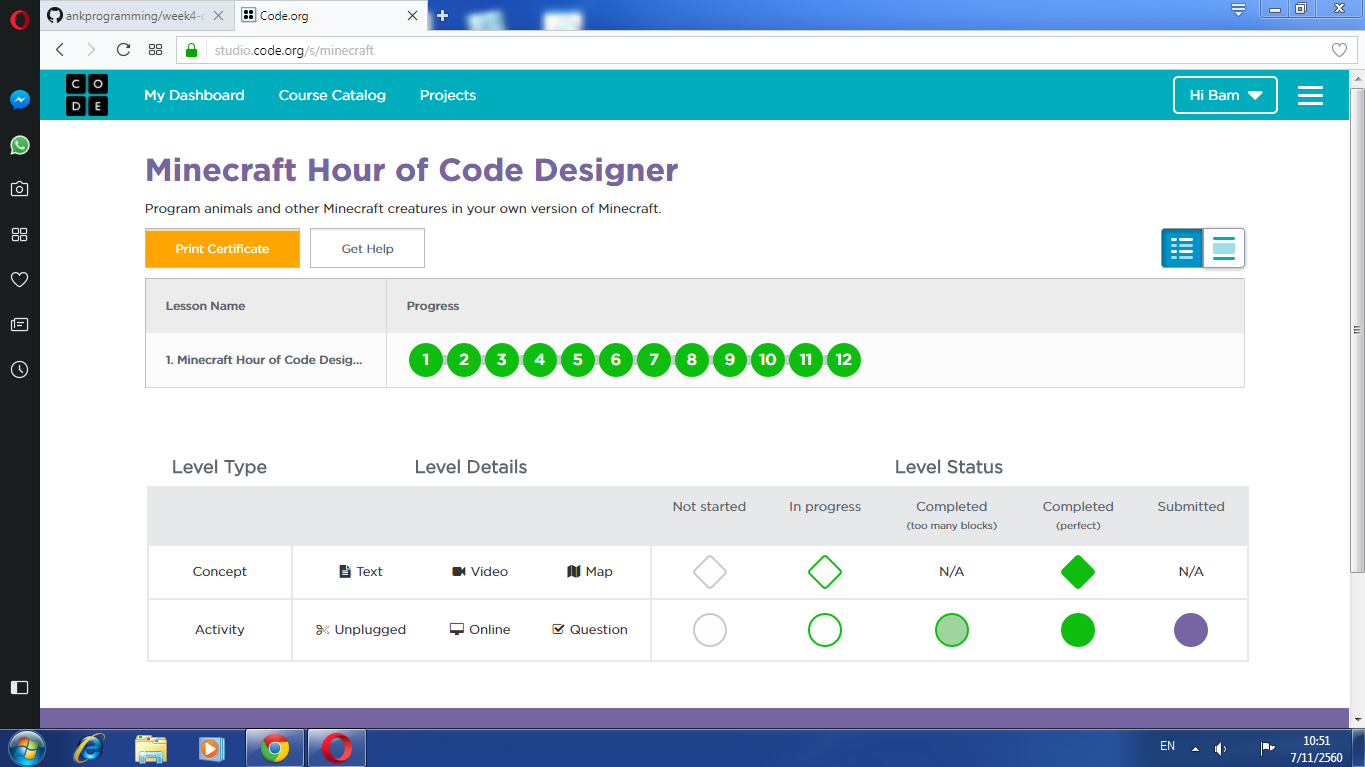 ankprogramming/week4-
Code.org
studio.code.org/s/minecraft
C O
D E
My Dashboard
Course Catalog
Projects
Hi Bam
Minecraft Hour of Code Designer
Program animals and other Minecraft creatures in your own version of Minecraft.
Print Certificate
Get Help
Lesson Name
Progress
1. Minecraft Hour of Code Desig...
1 2 3 4 5 6 7 8 9 10 11 12
Level Type
Level Details
Level Status
Not started
In progress
Completed
(too many blocks)
Completed
(perfect)
Submitted
Concept
Text
Video
Map
N/A
N/A
Activity
Unplugged
Online
Question
EN
10:51
7/11/2560